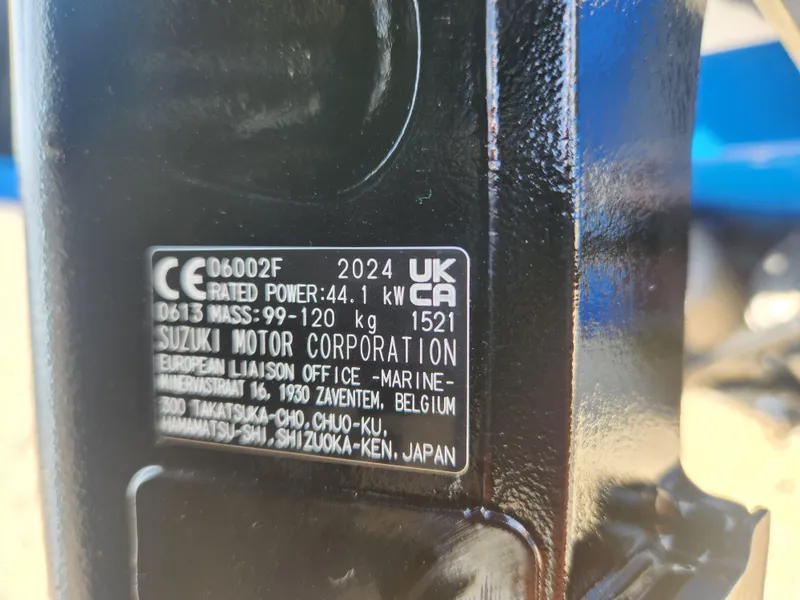 CE 06002F 2024 UK
RATED POWER:44.1 kW CA
0613 MASS:99-120 kg 1521
SUZUKI MOTOR CORPORATION
EUROPEAN LIAISON OFFICE -MARINE-
MINERVASTRAAT 16, 1930 ZAVENTEM, BELGIUM
300 TAKATSUKA-CHO,CHUO-KU,
HAMAMATSU-SHI,SHIZUOKA-KEN,JAPAN